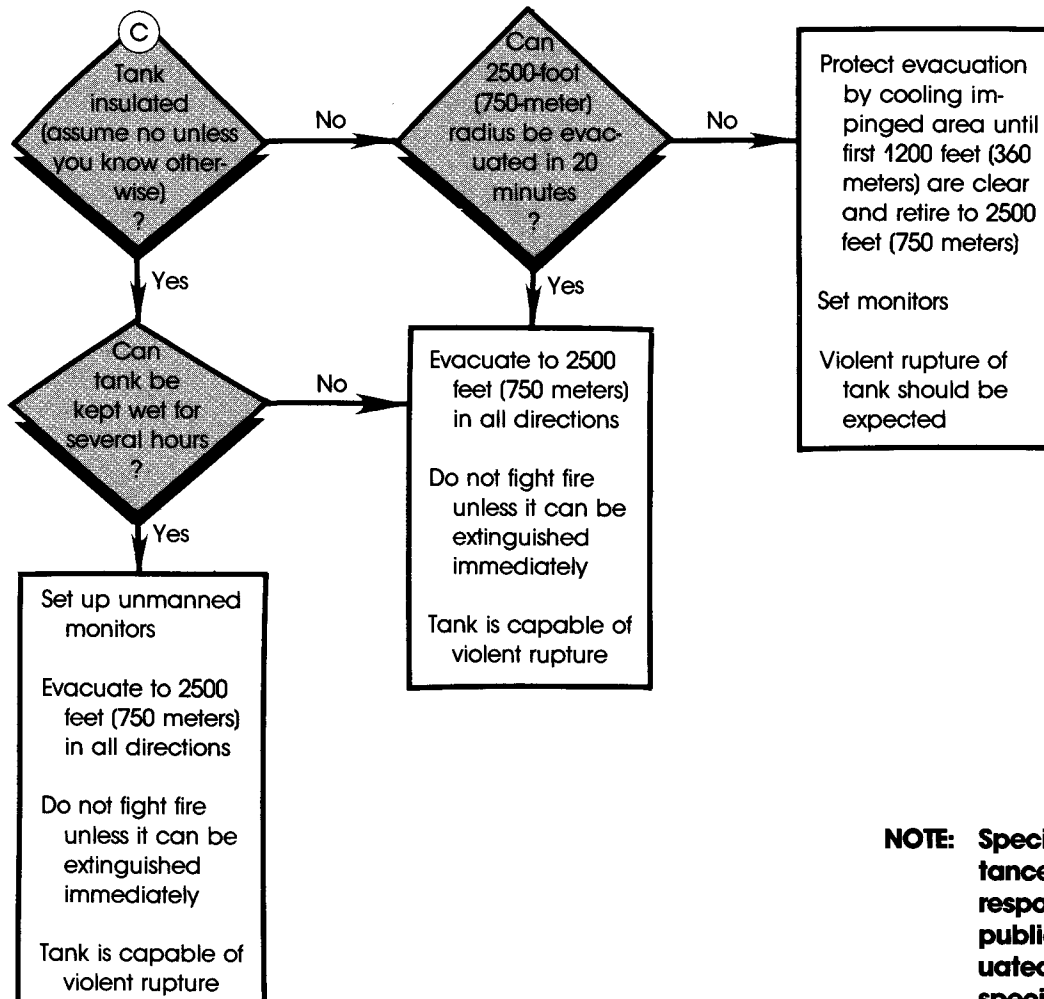 C
Tank
insulated
(assume no unless
you know other-
wise)
?
No
Yes
Can
2500-foot
(750-meter)
radius be evac-
uated in 20
minutes
?
No
Yes
Protect evacuation
by cooling im-
pinged area until
first 1200 feet (360
meters) are clear
and retire to 2500
feet (750 meters)
Set monitors
Violent rupture of
tank should be
expected
Can
tank be
kept wet for
several hours
?
No
Yes
Evacuate to 2500
feet (750 meters)
in all directions
Do not fight fire
unless it can be
extinguished
immediately
Tank is capable of
violent rupture
Set up unmanned
monitors
Evacuate to 2500
feet (750 meters)
in all directions
Do not fight fire
unless it can be
extinguished
immediately
Tank is capable of
violent rupture
NOTE: Speci
tance
respo
public
uated
speci